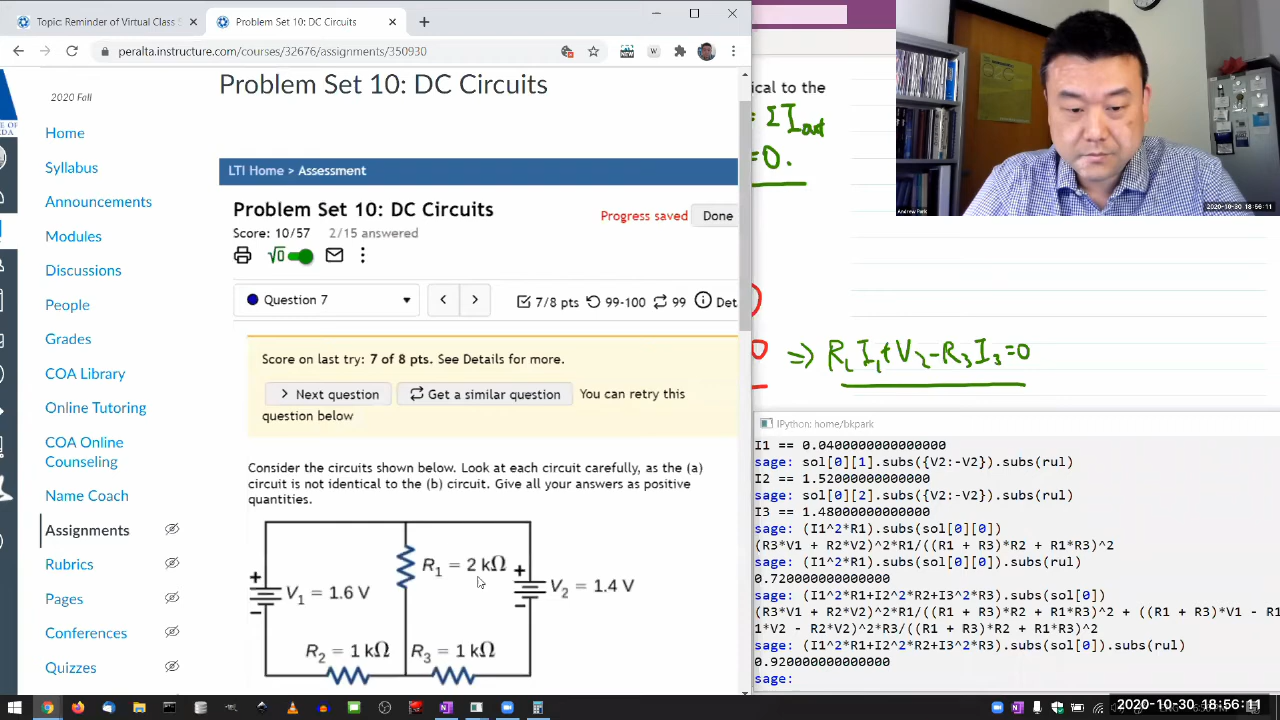 Terminology of Virtual Class
Problem Set 10: DC Circuits
peralta.instructure.com/courses/32676/assignments/350930
Problem Set 10: DC Circuits
2020 Fall
Home
Syllabus
Announcements
Modules
Discussions
People
Grades
COA Library
Online Tutoring
COA Online
Counseling
Name Coach
Assignments
Rubrics
Pages
Conferences
Quizzes
LTI Home > Assessment
Problem Set 10: DC Circuits
Progress saved
Done
Score: 10/57 2/15 answered
√0
Question 7
7/8 pts 99-100 99 Det
Score on last try: 7 of 8 pts. See Details for more.
Next question
Get a similar question
You can retry this
question below
Consider the circuits shown below. Look at each circuit carefully, as the (a)
circuit is not identical to the (b) circuit. Give all your answers as positive
quantities.
R1 = 2 kΩ
V1 = 1.6 V
V2 = 1.4 V
R2 = 1 kΩ
R3 = 1 kΩ
ical to the
= Σ Iout
=0.
0 ⇒ R1 I1 + V2 - R3 I3 = 0
Andrew Park
2020-10-30 18:56:11
IPython: home/bkpark
I1 == 0.0400000000000000
sage: sol[0][1].subs({V2:-V2}).subs(rul)
I2 == 1.52000000000000
sage: sol[0][2].subs({V2:-V2}).subs(rul)
I3 == 1.48000000000000
sage: (I1^2*R1).subs(sol[0][0])
(R3*V1 + R2*V2)^2*R1/((R1 + R3)*R2 + R1*R3)^2
sage: (I1^2*R1).subs(sol[0]).subs(rul)
0.720000000000000
sage: (I1^2*R1+I2^2*R2+I3^2*R3).subs(sol[0])
(R3*V1 + R2*V2)^2*R1/((R1 + R3)*R2 + R1*R3)^2 + ((R1 + R3)*V1 - R1
1*V2 - R2*V2)^2*R3/((R1 + R3)*R2 + R1*R3)^2
sage: (I1^2*R1+I2^2*R2+I3^2*R3).subs(sol[0]).subs(rul)
0.920000000000000
sage:
2020-10-30 18:56:11